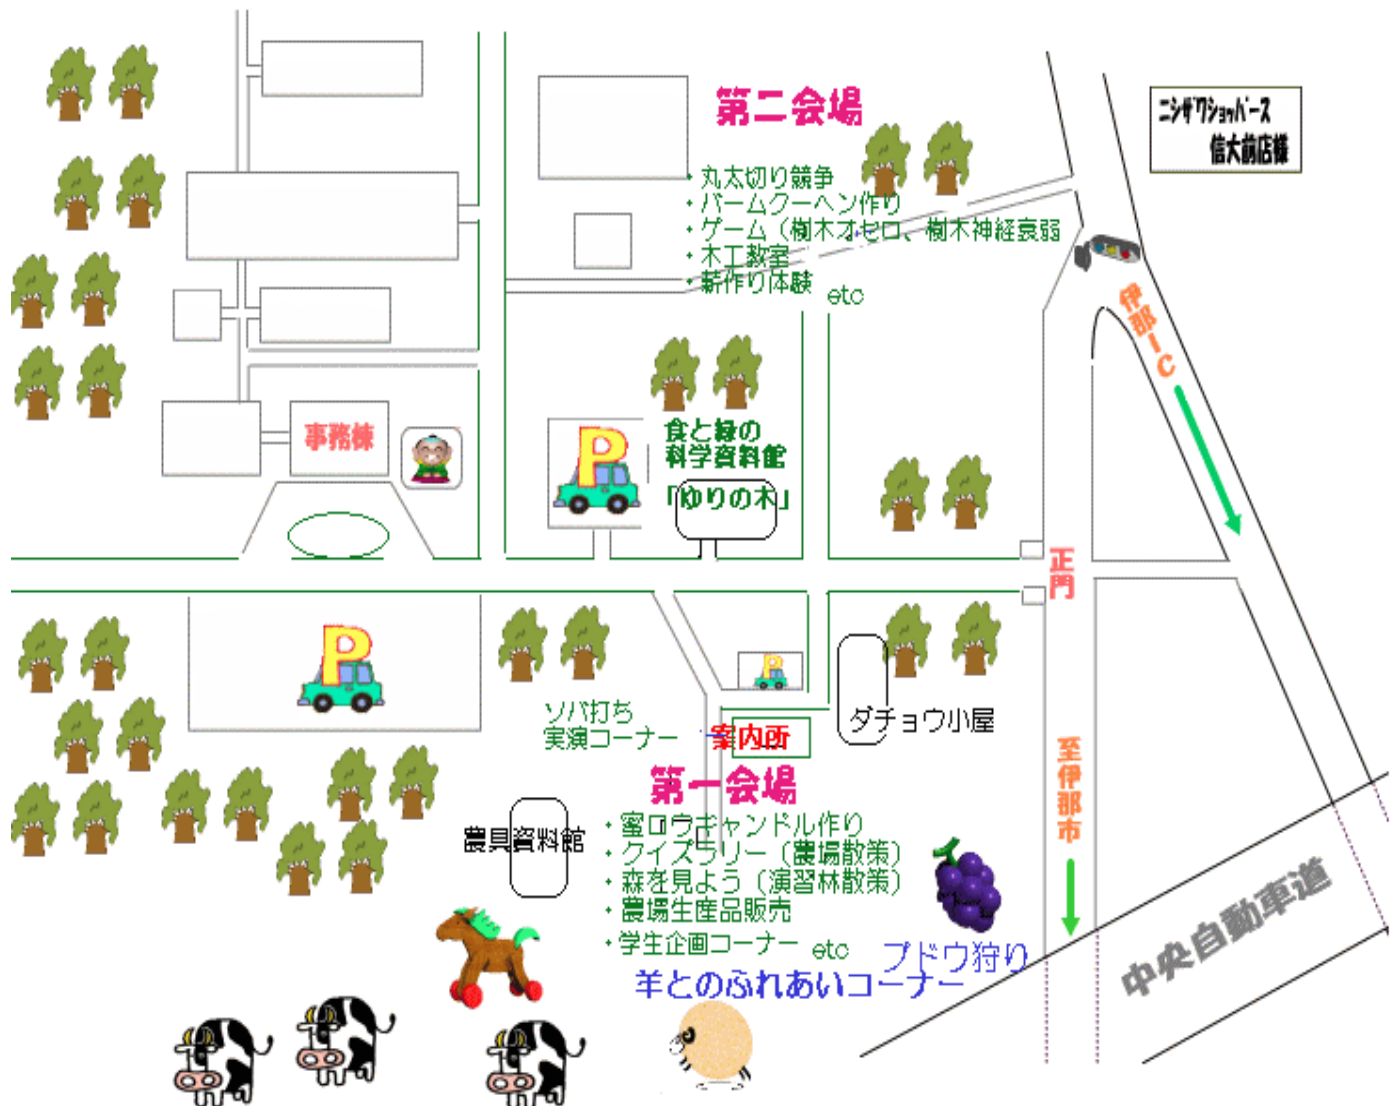 第二会場
ニシザワショッパース
信大前店様
・丸太切り競争
・バームクーヘン作り
・ゲーム（樹木オセロ、樹木神経衰弱
・木工教室
・薪作り体験
etc
伊那IC
事務棟
P
食と緑の
科学資料館
「ゆりの木」
正門
P
P
ソバ打ち
実演コーナー
案内所
ダチョウ小屋
至伊那市
第一会場
農具資料館
・蜜ロウキャンドル作り
・クイズラリー（農場散策）
・森を見よう（演習林散策）
・農場生産品販売
・学生企画コーナー
etc
ブドウ狩り
羊とのふれあいコーナー
中央自動車道